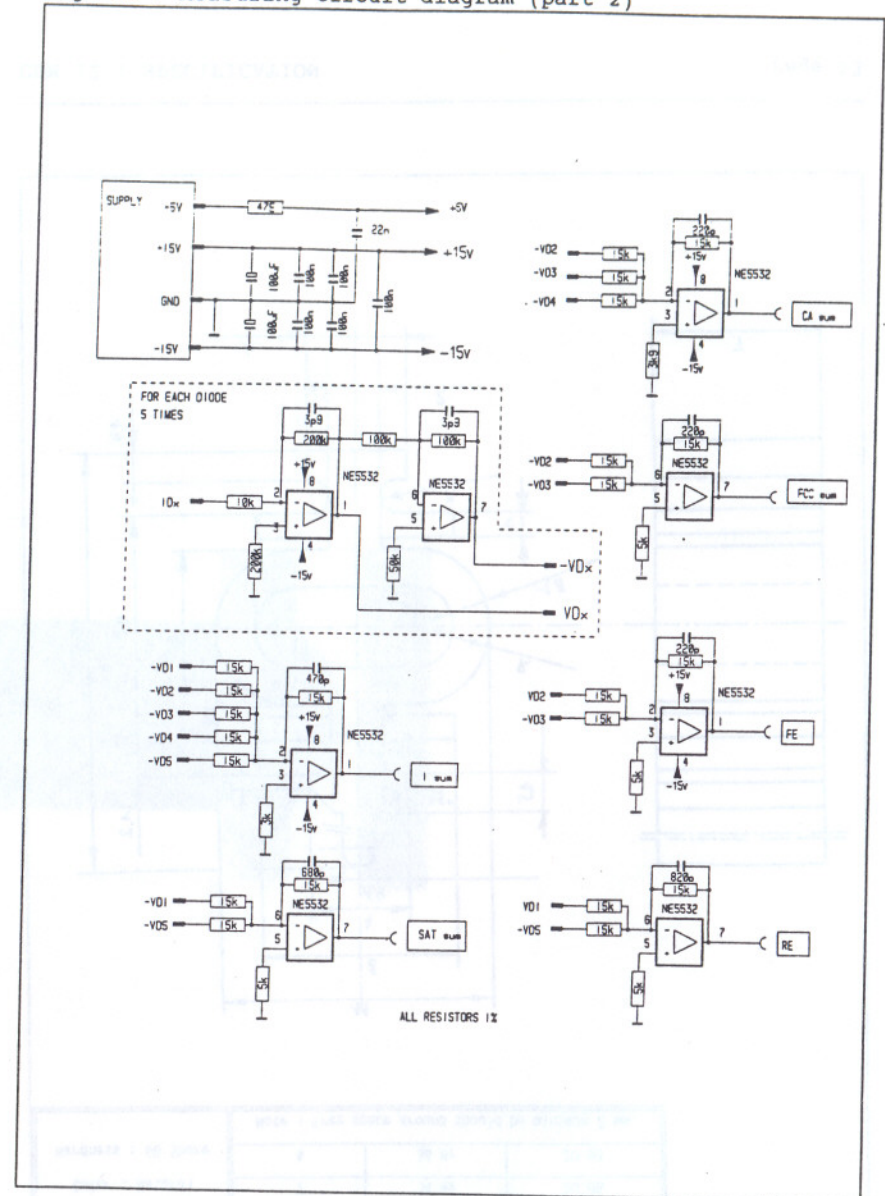 measuring circuit diagram (part 2)
SUPPLY
+5V
+5V
22n
+15V
+15V
100uF
100n
100n
GND
100n
100uF
100n
100n
-15V
-15V
FOR EACH DIODE
5 TIMES
3p9
200k
100k
+15v
8
NE5532
IDx
10k
2
3
1
4
-15v
200k
100k
NE5532
6
5
7
50k
-VDx
VDx
-VD2
15k
-VD3
15k
-VD4
15k
220p
15k
+15v
8
NE5532
2
3
1
4
-15v
3k9
CA sum
-VD2
15k
-VD3
15k
220p
15k
NE5532
6
5
7
5k
sum
-VD1
15k
-VD2
15k
-VD3
15k
-VD4
15k
-VD5
15k
470p
15k
+15v
8
NE5532
2
3
1
4
-15v
3k
I sum
VD2
15k
-VD3
15k
220p
15k
+15v
8
NE5532
2
3
1
4
-15v
5k
FE
-VD1
15k
-VD5
15k
680p
15k
NE5532
6
5
7
5k
SAT sum
VD1
15k
-VD5
15k
820p
15k
NE5532
6
5
7
5k
RE
ALL RESISTORS 1%